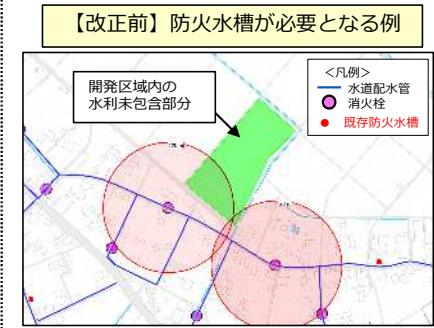 【改正前】防火水槽が必要となる例
開発区域内の
水利未包含部分
<凡例>
水道配水管
消火栓
既存防火水槽